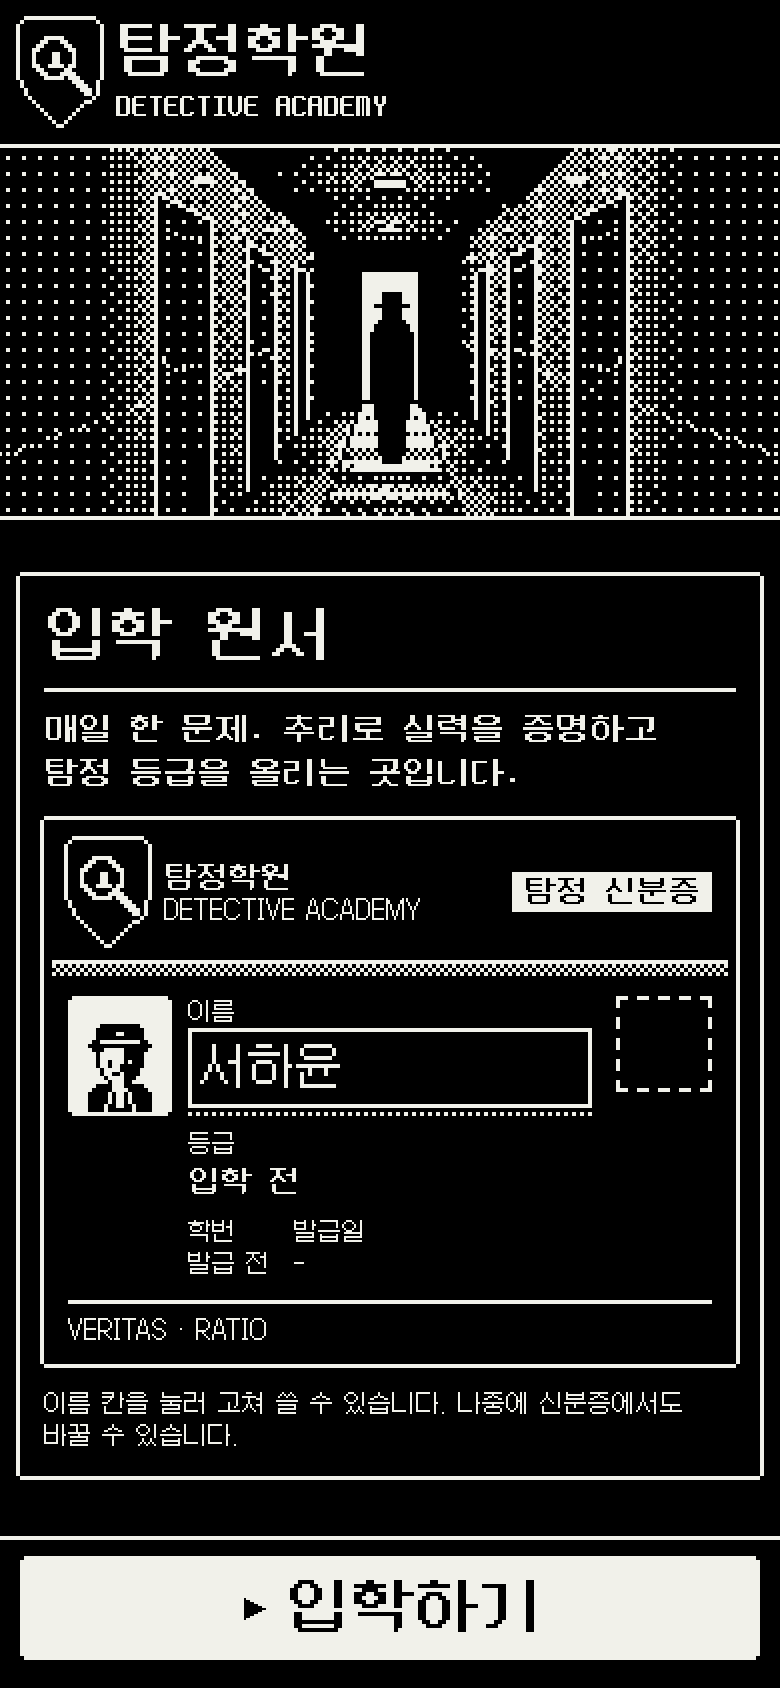 탐정학원
DETECTIVE ACADEMY
입학 원서
매일 한 문제. 추리로 실력을 증명하고
탐정 등급을 올리는 곳입니다.
탐정학원
DETECTIVE ACADEMY
탐정 신분증
이름
서하윤
등급
입학 전
학번 발급일
발급 전 -
VERITAS · RATIO
이름 칸을 눌러 고쳐 쓸 수 있습니다. 나중에 신분증에서도
바꿀 수 있습니다.
▶ 입학하기